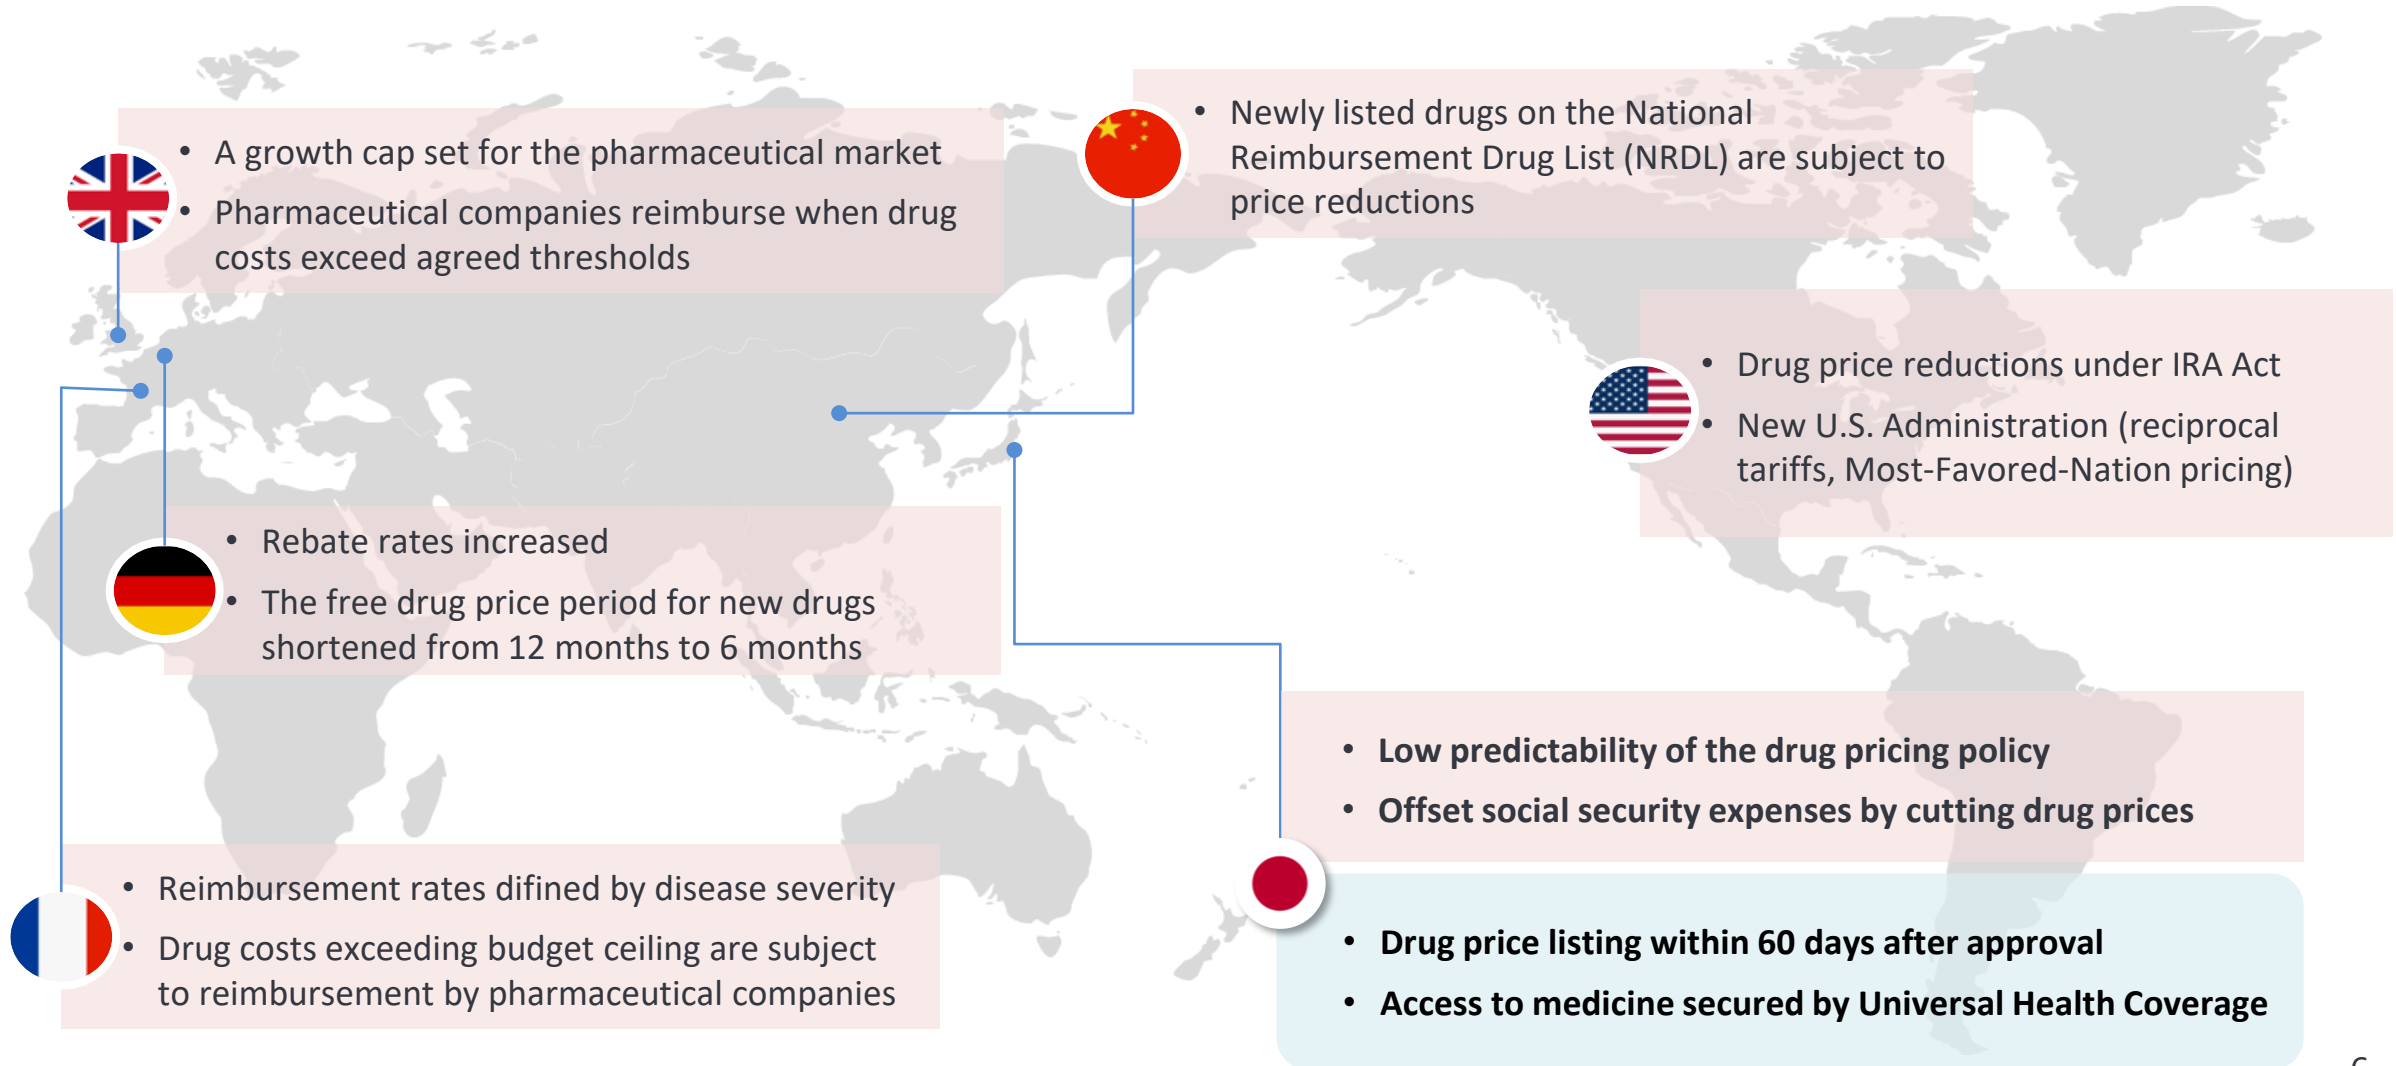 • A growth cap set for the pharmaceutical market
• Pharmaceutical companies reimburse when drug
costs exceed agreed thresholds
• Newly listed drugs on the National
Reimbursement Drug List (NRDL) are subject to
price reductions
• Drug price reductions under IRA Act
• New U.S. Administration (reciprocal
tariffs, Most-Favored-Nation pricing)
• Rebate rates increased
• The free drug price period for new drugs
shortened from 12 months to 6 months
• Low predictability of the drug pricing policy
• Offset social security expenses by cutting drug prices
• Reimbursement rates difined by disease severity
• Drug costs exceeding budget ceiling are subject
to reimbursement by pharmaceutical companies
• Drug price listing within 60 days after approval
• Access to medicine secured by Universal Health Coverage